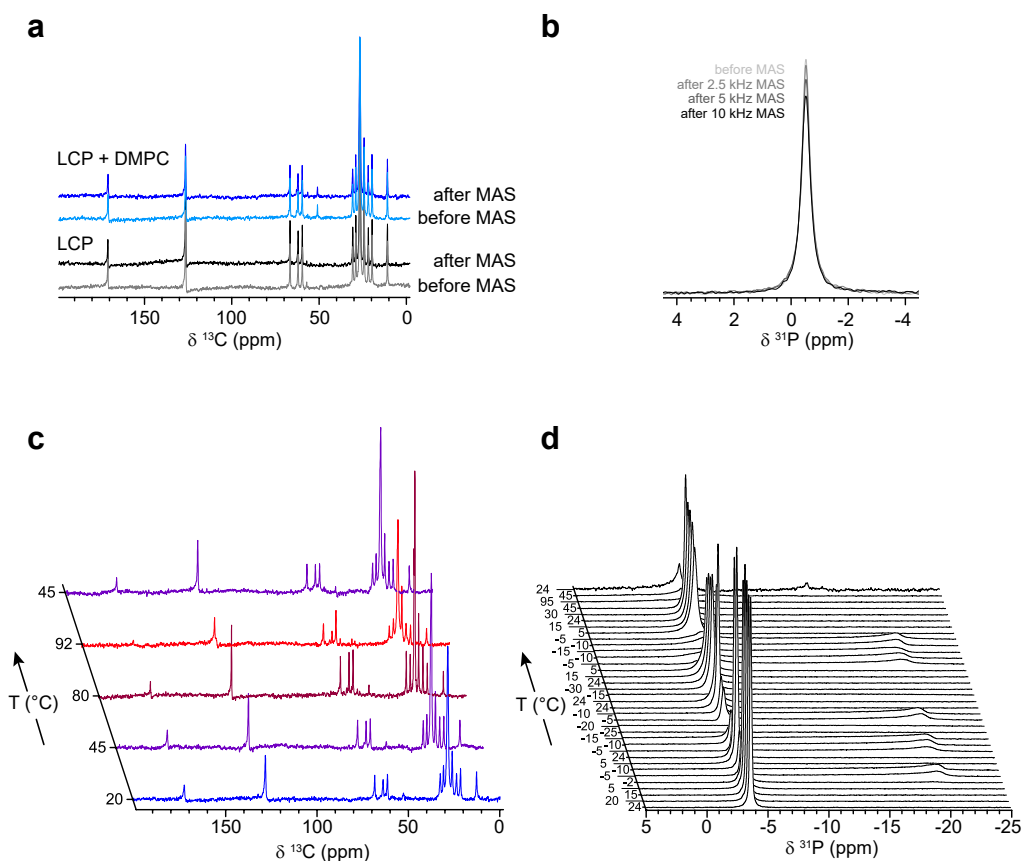 a
LCP + DMPC
after MAS
before MAS
LCP
after MAS
before MAS
150 100 50 0
δ 13C (ppm)
b
before MAS
after 2.5 kHz MAS
after 5 kHz MAS
after 10 kHz MAS
4 2 0 -2 -4
δ 31P (ppm)
c
45
92
80
45
20
T (°C)
150 100 50 0
δ 13C (ppm)
d
24
95
45
30
24
15
5
-5
-10
-15
-10
-5
5
15
-30
-15
24
24
-10
-5
-20
-25
-15
-10
-5
24
5
-10
-5
-2
5
15
20
24
T (°C)
5 0 -5 -10 -15 -20 -25
δ 31P (ppm)